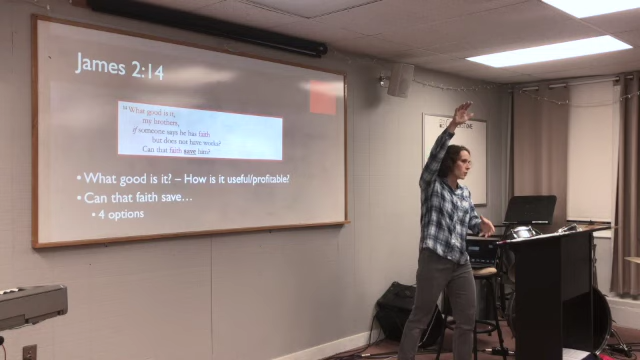 James 2:14
14 What good is it,
my brothers,
if someone says he has faith
but does not have works?
Can that faith save him?
• What good is it? – How is it useful/profitable?
• Can that faith save…
• 4 options